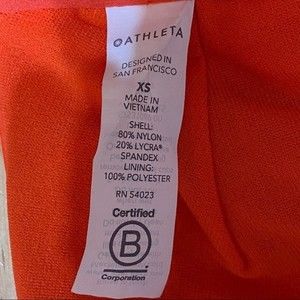 ATHLETA
DESIGNED IN
SAN FRANCISCO
XS
MADE IN
VIETNAM
SHELL:
80% NYLON
20% LYCRA®
SPANDEX
LINING:
100% POLYESTER
RN 54023
Certified
B
Corporation